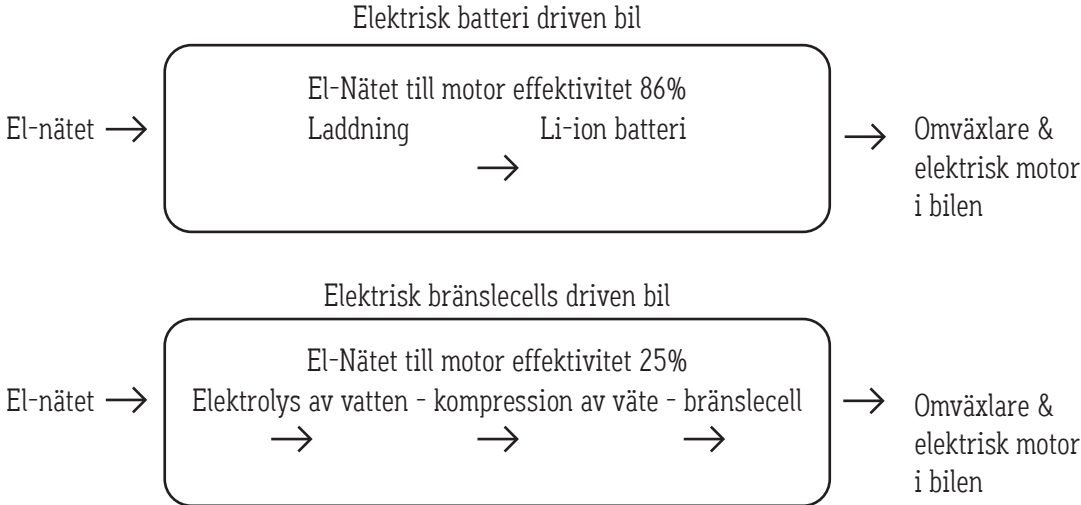 Elektrisk batteri driven bil
El-Nätet till motor effektivitet 86%
El-nätet → Laddning Li-ion batteri → Omväxlare &
→ elektrisk motor
i bilen
Elektrisk bränslecells driven bil
El-Nätet till motor effektivitet 25%
El-nätet → Elektrolys av vatten - kompression av väte - bränslecell → Omväxlare &
→ → → elektrisk motor
i bilen